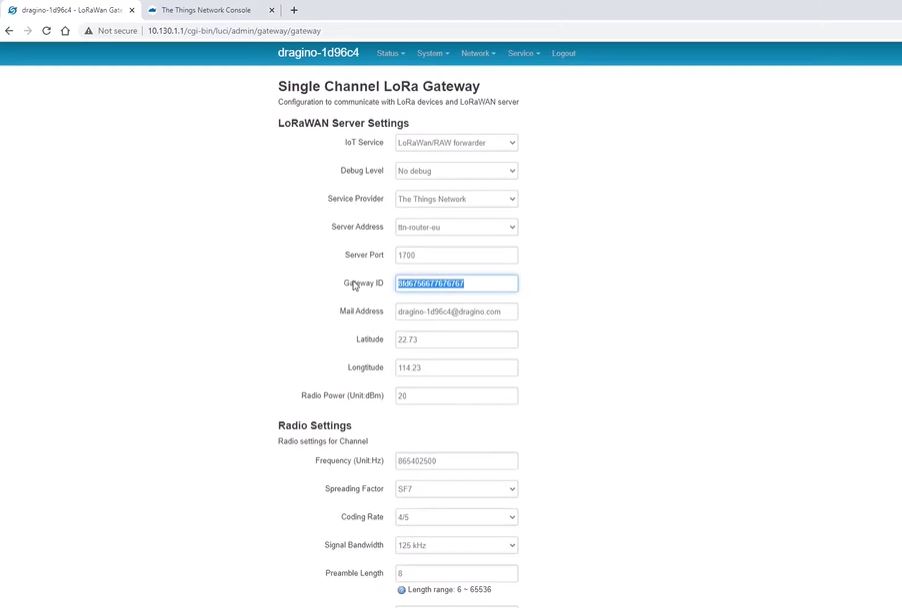 dragino-1d96c4 - LoRaWan Gate
The Things Network Console
Not secure
10.130.1.1/cgi-bin/luci/admin/gateway/gateway
dragino-1d96c4 Status System Network Service Logout
Single Channel LoRa Gateway
Configuration to communicate with LoRa devices and LoRaWAN server
LoRaWAN Server Settings
IoT Service LoRaWan/RAW forwarder
Debug Level No debug
Service Provider The Things Network
Server Address ttn-router-eu
Server Port 1700
Gateway ID 8fd6756677676767
Mail Address dragino-1d96c4@dragino.com
Latitude 22.73
Longtitude 114.23
Radio Power (Unit:dBm) 20
Radio Settings
Radio settings for Channel
Frequency (Unit:Hz) 865402500
Spreading Factor SF7
Coding Rate 4/5
Signal Bandwidth 125 kHz
Preamble Length 8
Length range: 6 ~ 65536